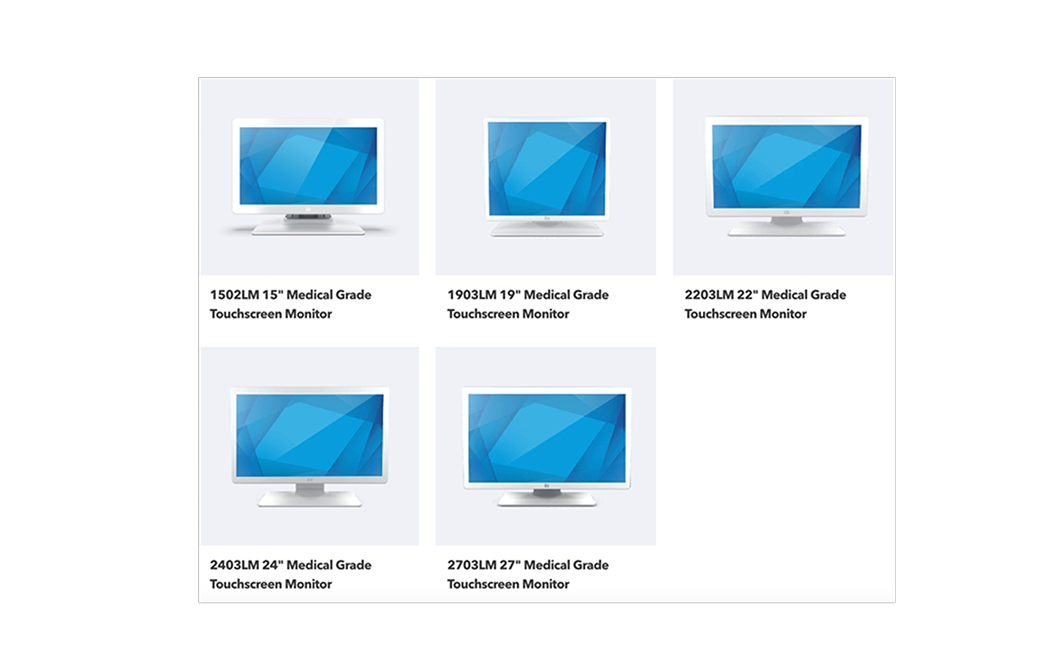 1502LM 15" Medical Grade
Touchscreen Monitor
1903LM 19" Medical Grade
Touchscreen Monitor
2203LM 22" Medical Grade
Touchscreen Monitor
2403LM 24" Medical Grade
Touchscreen Monitor
2703LM 27" Medical Grade
Touchscreen Monitor